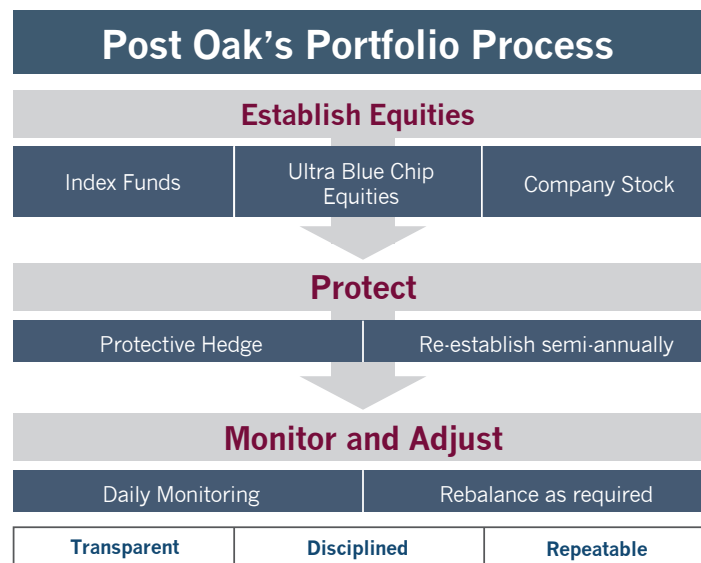 Post Oak’s Portfolio Process
Establish Equities
Index Funds
Ultra Blue Chip
Equities
Company Stock
Protect
Protective Hedge
Re-establish semi-annually
Monitor and Adjust
Daily Monitoring
Rebalance as required
Transparent
Disciplined
Repeatable